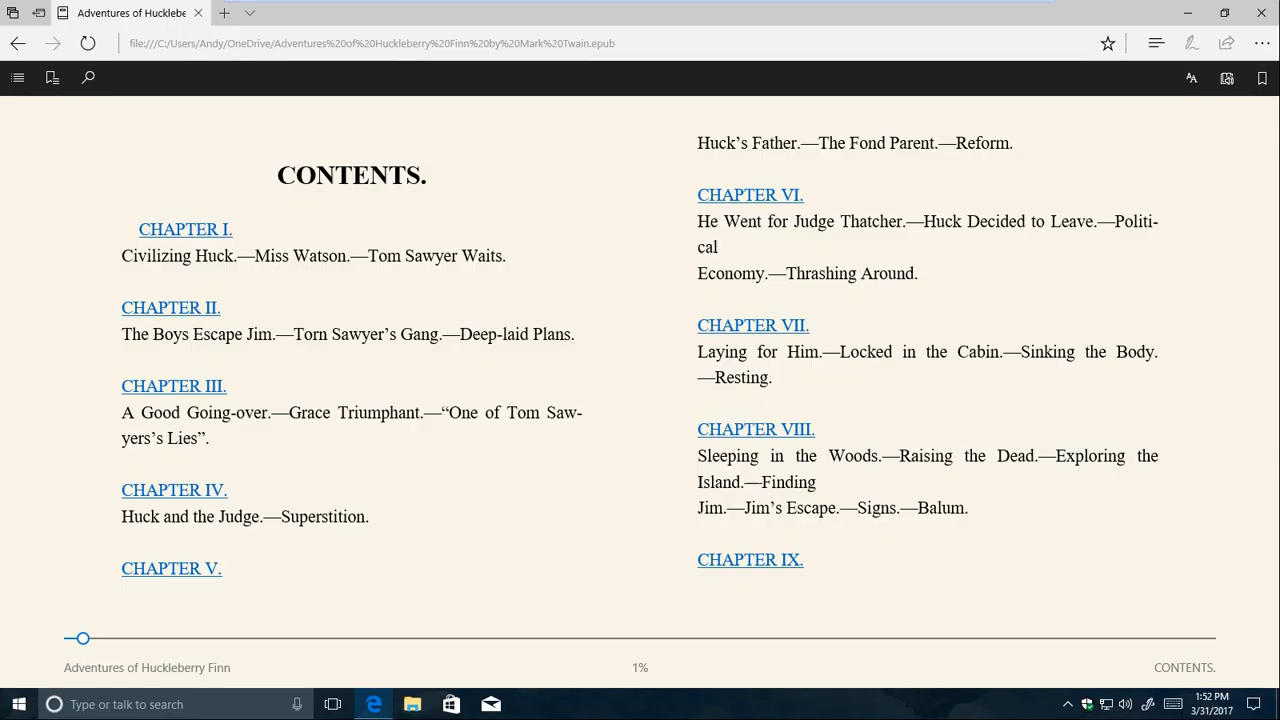 Adventures of Hucklebe
file:///C:/Users/Andy/OneDrive/Adventures%20of%20Huckleberry%20Finn%20by%20Mark%20Twain.epub
CONTENTS.
CHAPTER I.
Civilizing Huck.—Miss Watson.—Tom Sawyer Waits.
CHAPTER II.
The Boys Escape Jim.—Torn Sawyer’s Gang.—Deep-laid Plans.
CHAPTER III.
A Good Going-over.—Grace Triumphant.—“One of Tom Saw-
yers’s Lies”.
CHAPTER IV.
Huck and the Judge.—Superstition.
CHAPTER V.
Huck’s Father.—The Fond Parent.—Reform.
CHAPTER VI.
He Went for Judge Thatcher.—Huck Decided to Leave.—Politi-
cal
Economy.—Thrashing Around.
CHAPTER VII.
Laying for Him.—Locked in the Cabin.—Sinking the Body.
—Resting.
CHAPTER VIII.
Sleeping in the Woods.—Raising the Dead.—Exploring the
Island.—Finding
Jim.—Jim’s Escape.—Signs.—Balum.
CHAPTER IX.
Adventures of Huckleberry Finn
1%
CONTENTS.
Type or talk to search
1:52 PM
3/31/2017